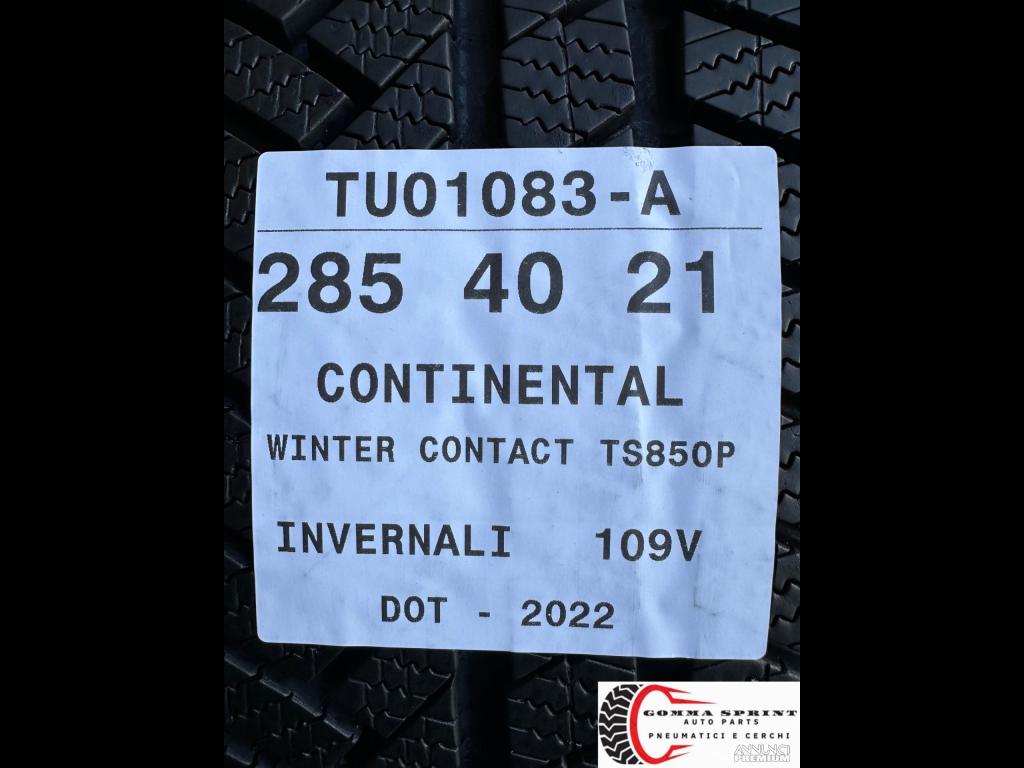 TU01083-A
285 40 21
CONTINENTAL
WINTER CONTACT TS850P
INVERNALI 109V
DOT - 2022
GOMMA SPRINT
AUTO PARTS
PNEUMATICI E CERCHI
ANNUNCI
PREMIUM